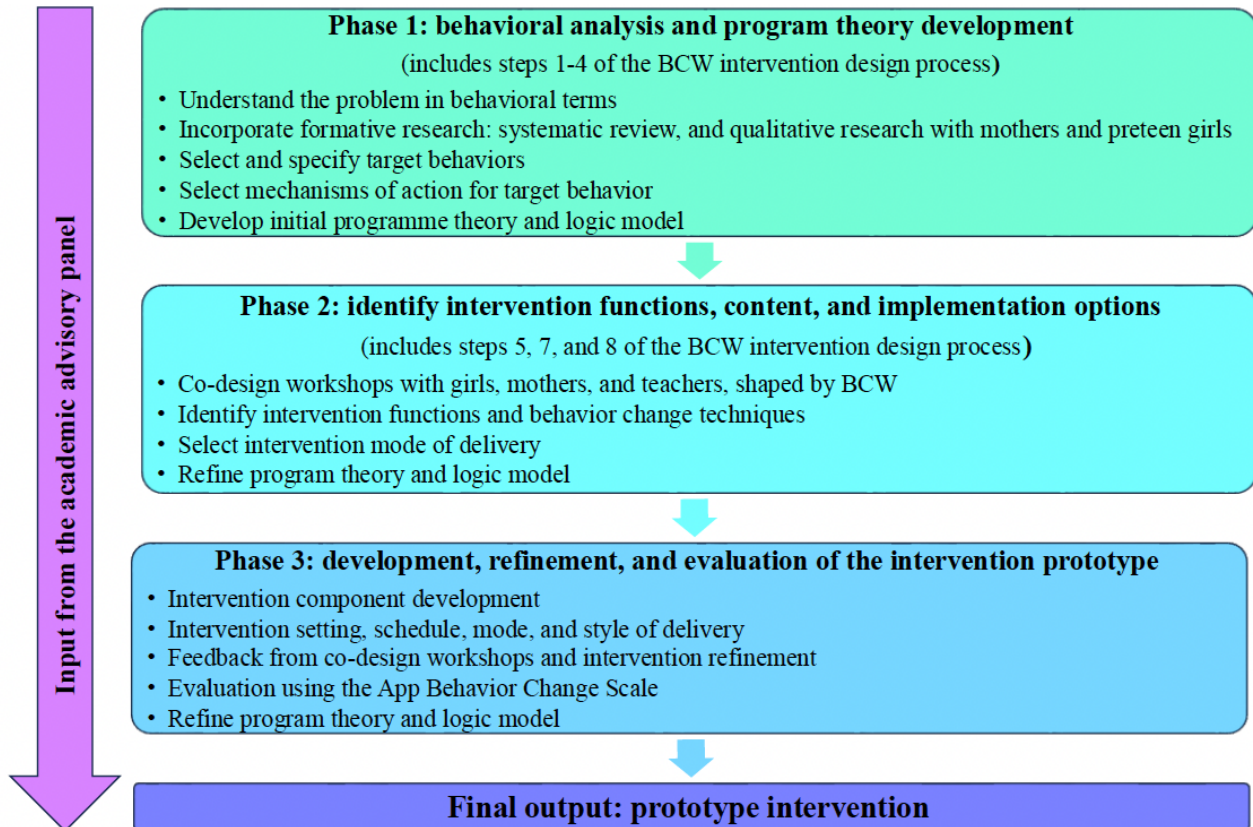 Input from the academic advisory panel
Phase 1: behavioral analysis and program theory development
(includes steps 1-4 of the BCW intervention design process)
• Understand the problem in behavioral terms
• Incorporate formative research: systematic review, and qualitative research with mothers and preteen girls
• Select and specify target behaviors
• Select mechanisms of action for target behavior
• Develop initial programme theory and logic model
Phase 2: identify intervention functions, content, and implementation options
(includes steps 5, 7, and 8 of the BCW intervention design process)
• Co-design workshops with girls, mothers, and teachers, shaped by BCW
• Identify intervention functions and behavior change techniques
• Select intervention mode of delivery
• Refine program theory and logic model
Phase 3: development, refinement, and evaluation of the intervention prototype
• Intervention component development
• Intervention setting, schedule, mode, and style of delivery
• Feedback from co-design workshops and intervention refinement
• Evaluation using the App Behavior Change Scale
• Refine program theory and logic model
Final output: prototype intervention